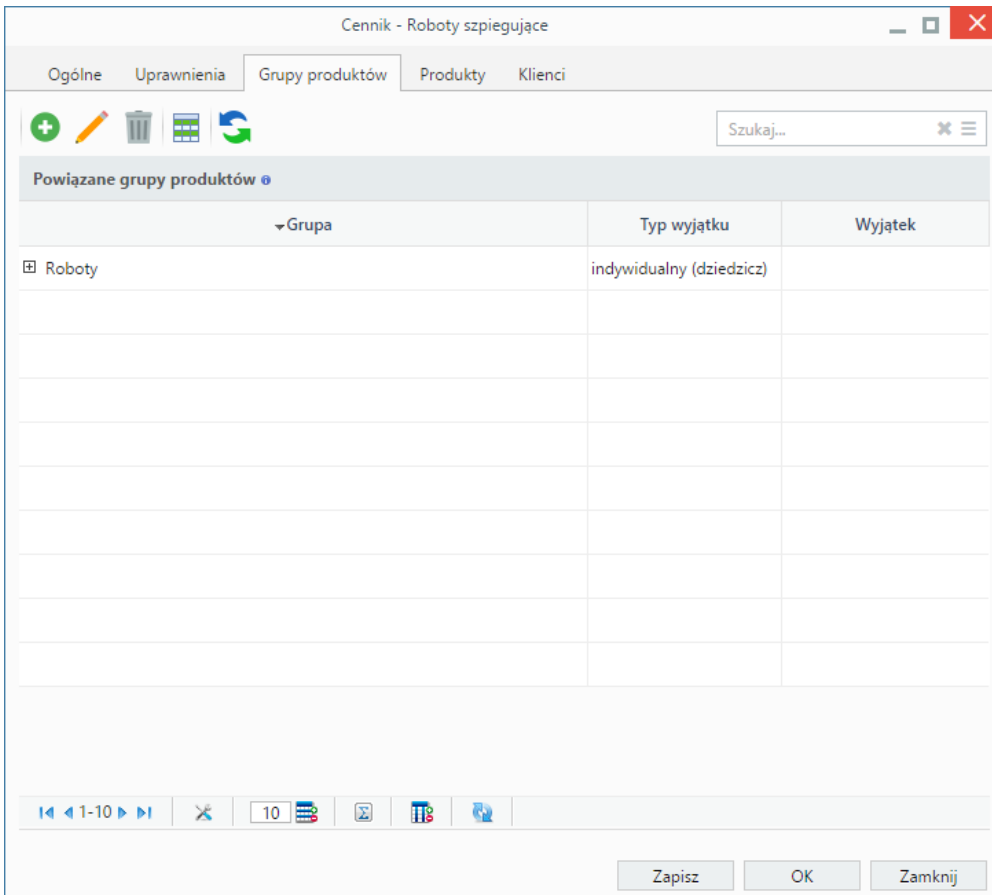 Cennik - Roboty szpiegujące
Ogólne Uprawnienia Grupy produktów Produkty Klienci
Szukaj...
Powiązane grupy produktów
Grupa Typ wyjątku Wyjątek
Roboty indywidualny (dziedzicz)
1-10 10
Zapisz OK Zamknij